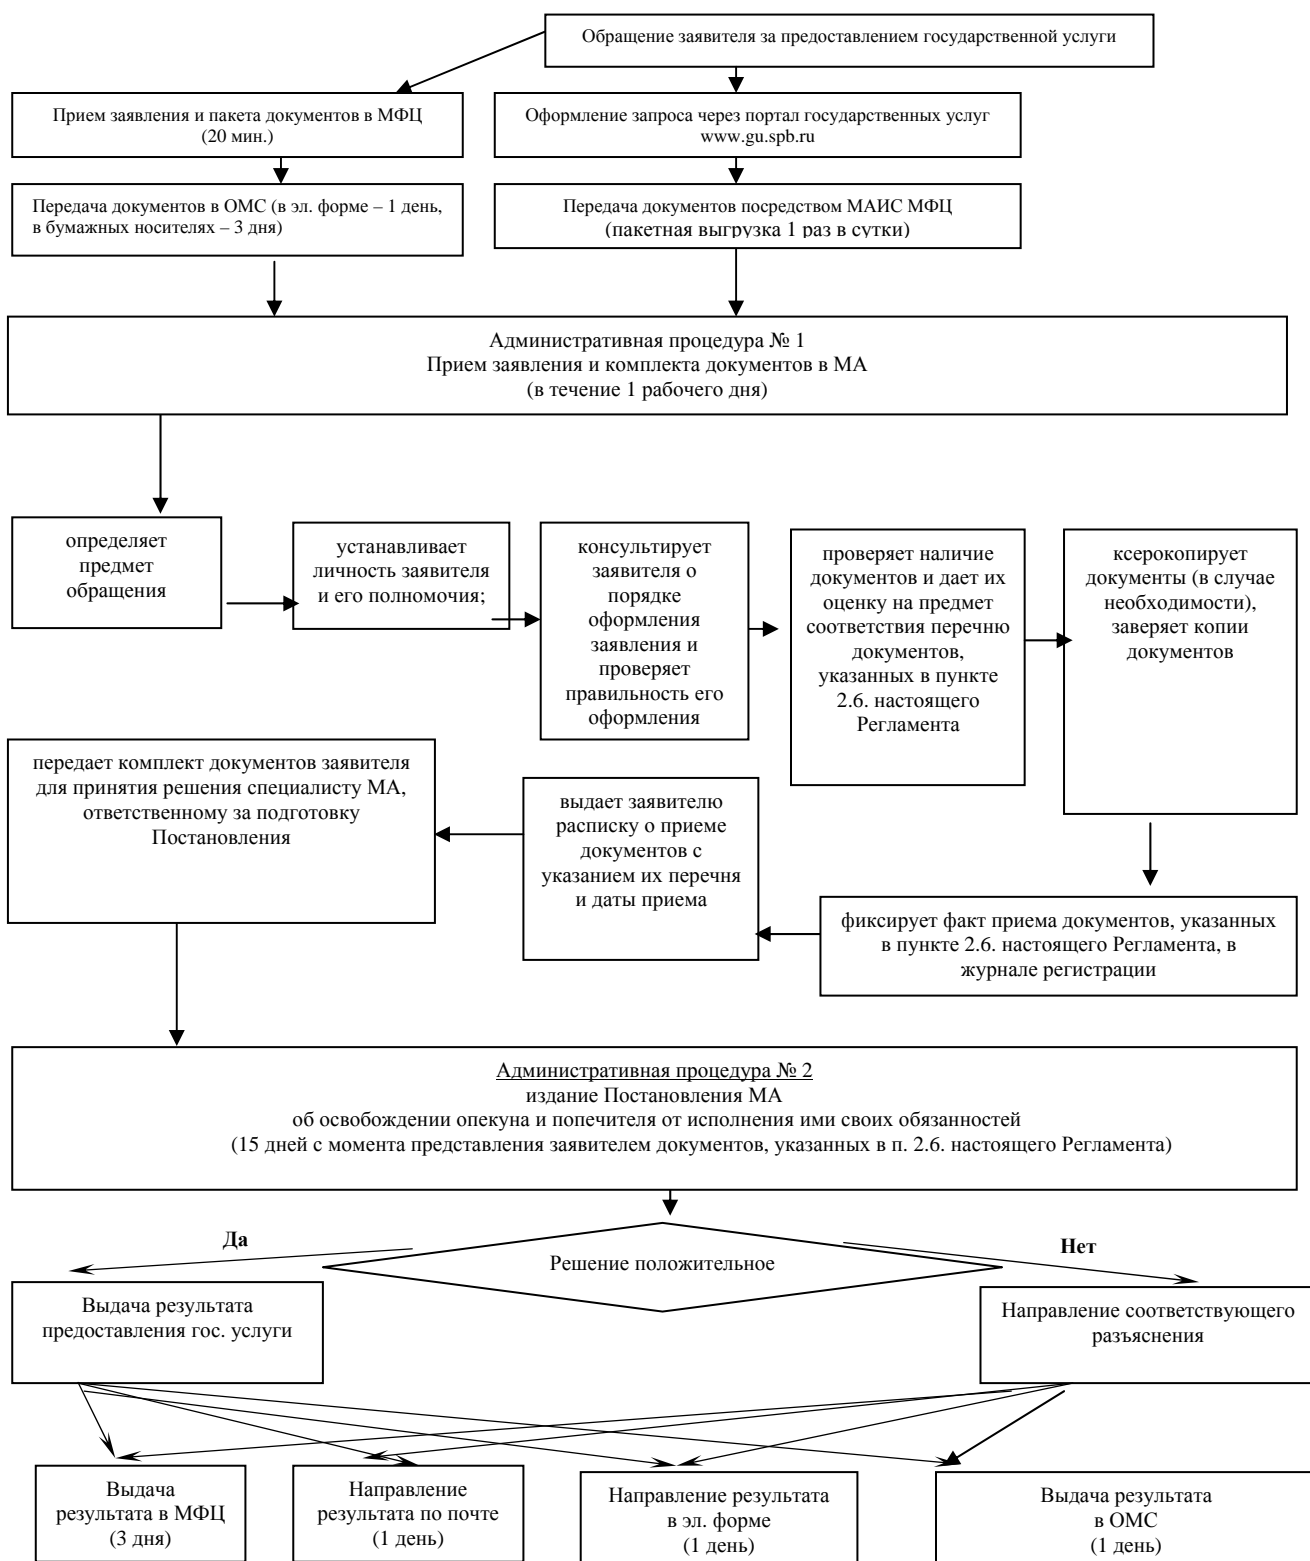 Обращение заявителя за предоставлением государственной услуги
Прием заявления и пакета документов в МФЦ
(20 мин.)
Оформление запроса через портал государственных услуг
www.gu.spb.ru
Передача документов в ОМС (в эл. форме – 1 день,
в бумажных носителях – 3 дня)
Передача документов посредством МАИС МФЦ
(пакетная выгрузка 1 раз в сутки)
Административная процедура № 1
Прием заявления и комплекта документов в МА
(в течение 1 рабочего дня)
определяет
предмет
обращения
устанавливает
личность заявителя
и его полномочия;
консультирует
заявителя о
порядке
оформления
заявления и
проверяет
правильность его
оформления
проверяет наличие
документов и дает их
оценку на предмет
соответствия перечню
документов,
указанных в пункте
2.6. настоящего
Регламента
ксерокопирует
документы (в случае
необходимости),
заверяет копии
документов
передает комплект документов заявителя
для принятия решения специалисту МА,
ответственному за подготовку
Постановления
выдает заявителю
расписку о приеме
документов с
указанием их перечня
и даты приема
фиксирует факт приема документов, указанных
в пункте 2.6. настоящего Регламента, в
журнале регистрации
Административная процедура № 2
издание Постановления МА
об освобождении опекуна и попечителя от исполнения ими своих обязанностей
(15 дней с момента представления заявителем документов, указанных в п. 2.6. настоящего Регламента)
Да
Нет
Решение положительное
Выдача результата
предоставления гос. услуги
Направление соответствующего
разъяснения
Выдача
результата в МФЦ
(3 дня)
Направление
результата по почте
(1 день)
Направление результата
в эл. форме
(1 день)
Выдача результата
в ОМС
(1 день)